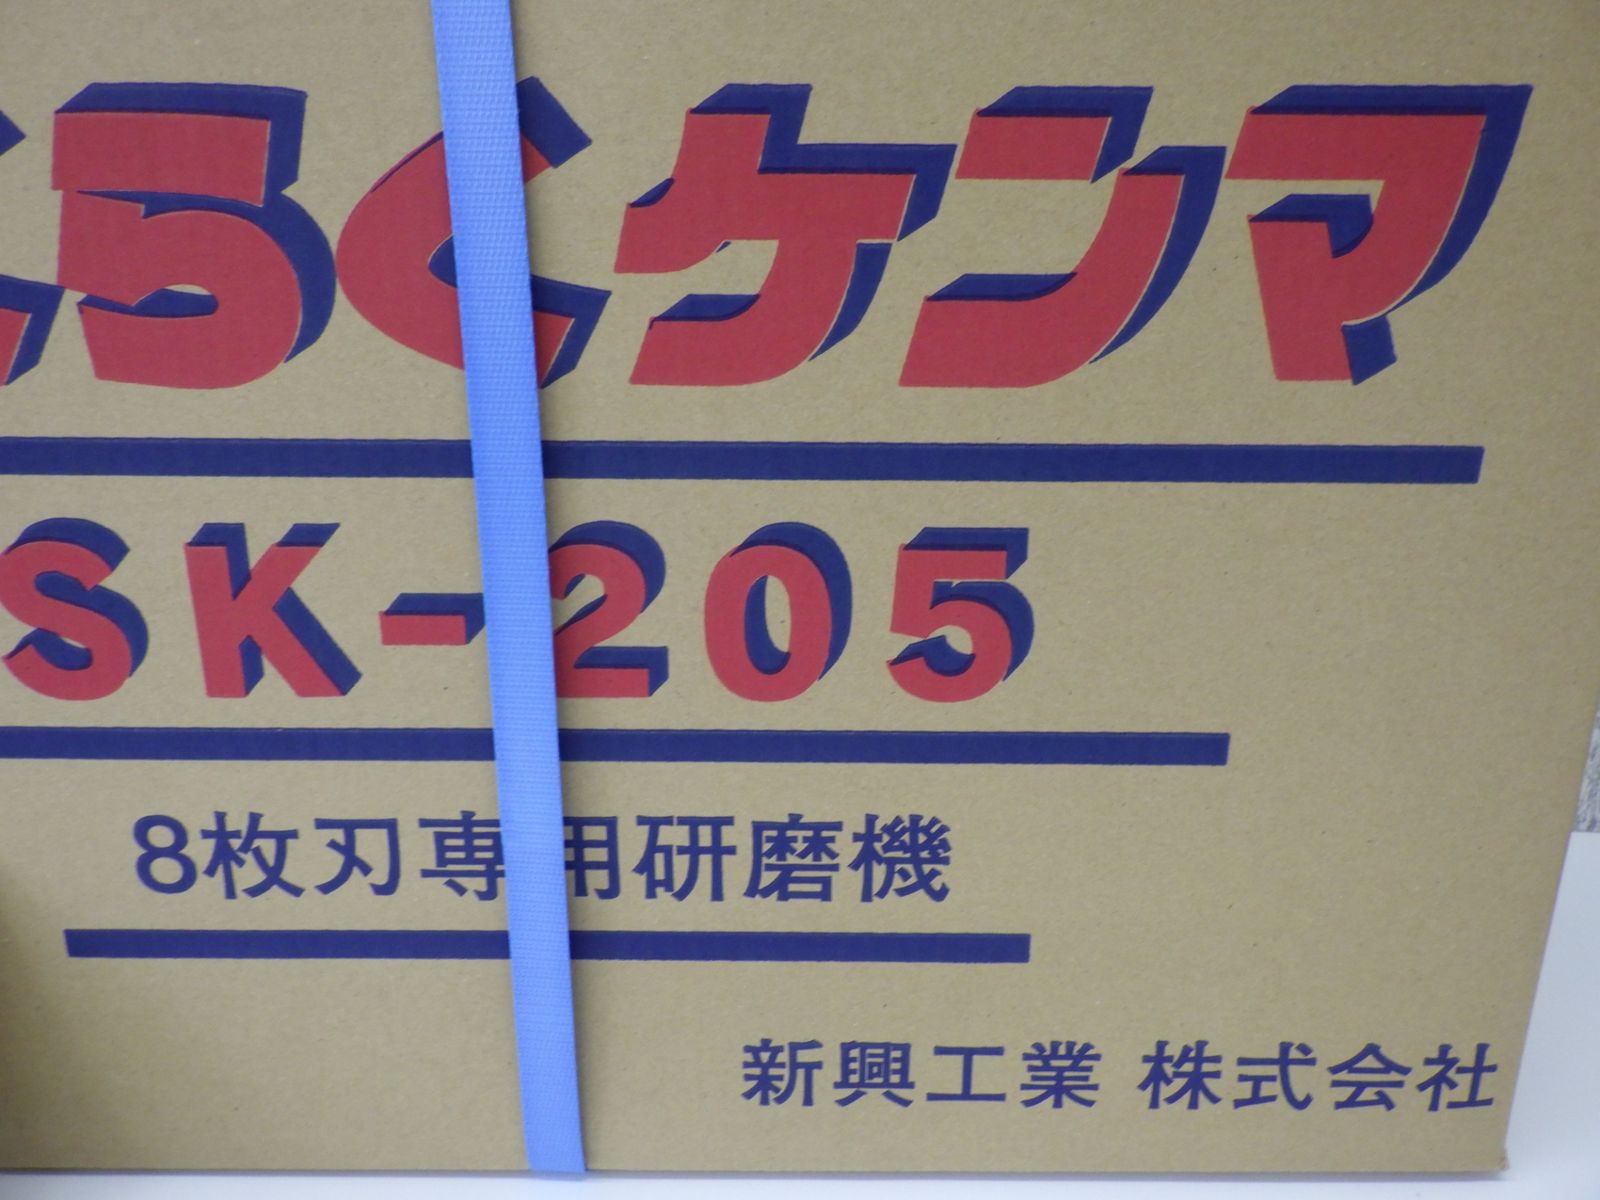 らくケンマ
SK-205
8枚刃専用研磨機
新興工業 株式会社